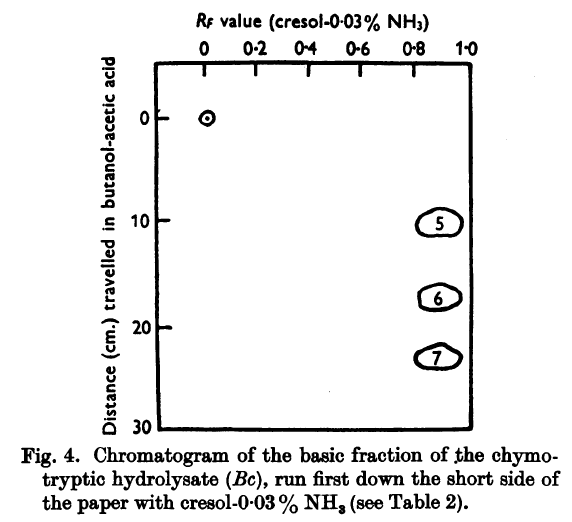 RF value (cresol-0·03% NH₃)
0 0·2 0·4 0·6 0·8 1·0
Distance (cm.) travelled in butanol-acetic acid
0
10
20
30
5
6
7
Fig. 4. Chromatogram of the basic fraction of the chymo-
tryptic hydrolysate (Bc), run first down the short side of
the paper with cresol-0·03% NH₃ (see Table 2).